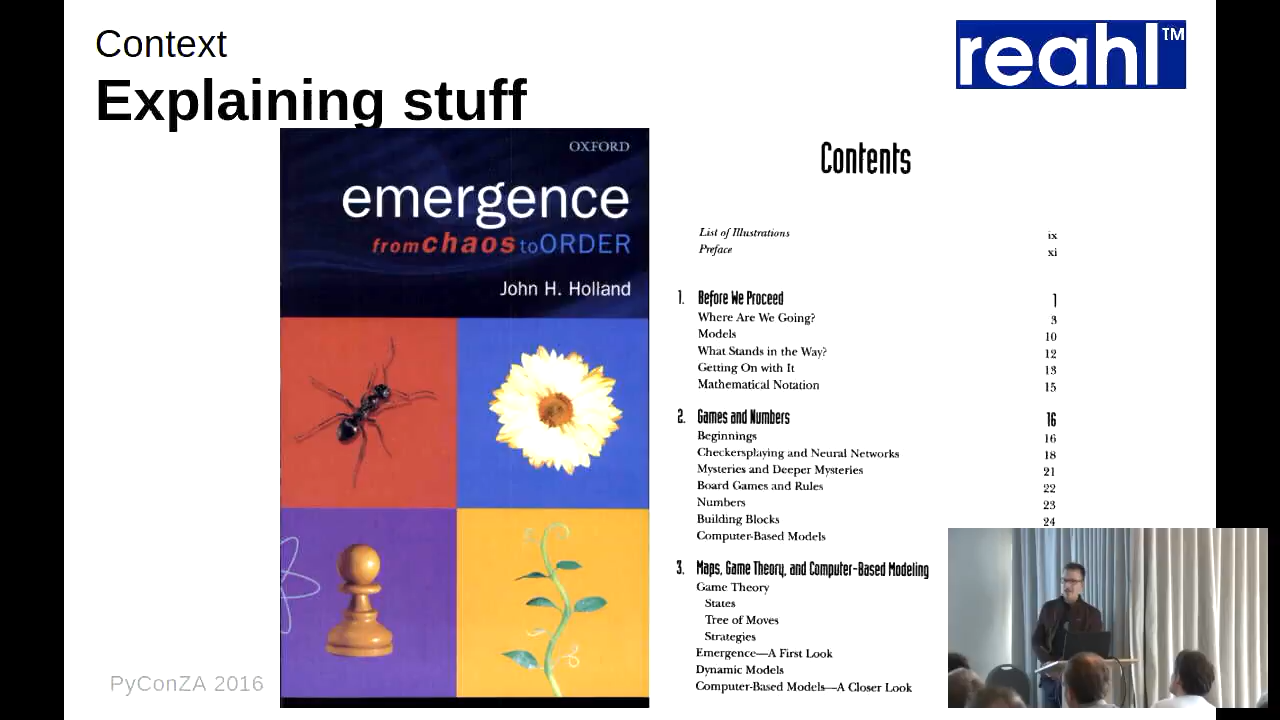 Context
Explaining stuff
reahl™
OXFORD
emergence
from chaos to ORDER
John H. Holland
Contents
List of Illustrations ix
Preface xi
1. Before We Proceed 1
Where Are We Going? 3
Models 10
What Stands in the Way? 12
Getting On with It 13
Mathematical Notation 15
2. Games and Numbers 16
Beginnings 16
Checkersplaying and Neural Networks 18
Mysteries and Deeper Mysteries 21
Board Games and Rules 22
Numbers 23
Building Blocks 24
Computer-Based Models
3. Maps, Game Theory, and Computer-Based Modeling
Game Theory
States
Tree of Moves
Strategies
Emergence—A First Look
Dynamic Models
Computer-Based Models—A Closer Look
PyConZA 2016